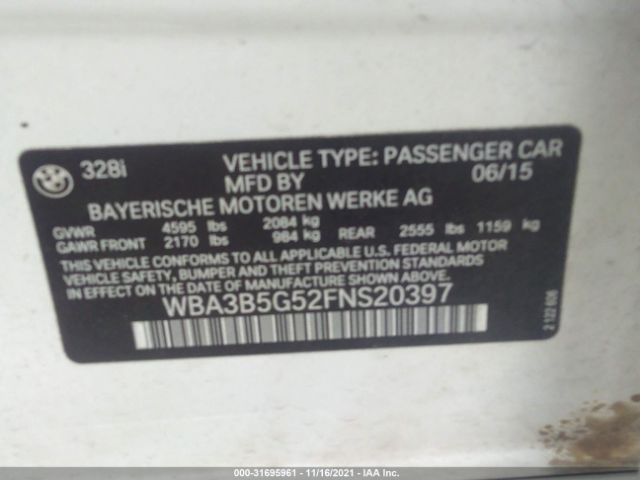 328i VEHICLE TYPE: PASSENGER CAR
MFD BY 06/15
BAYERISCHE MOTOREN WERKE AG
GVWR 4595 lbs 2084 kg
GAWR FRONT 2170 lbs 984 kg REAR 2555 lbs 1159 kg
THIS VEHICLE CONFORMS TO ALL APPLICABLE U.S. FEDERAL MOTOR
VEHICLE SAFETY, BUMPER AND THEFT PREVENTION STANDARDS
IN EFFECT ON THE DATE OF MANUFACTURE SHOWN ABOVE.
WBA3B5G52FNS20397
000-31695961 - 11/16/2021 - IAA Inc.